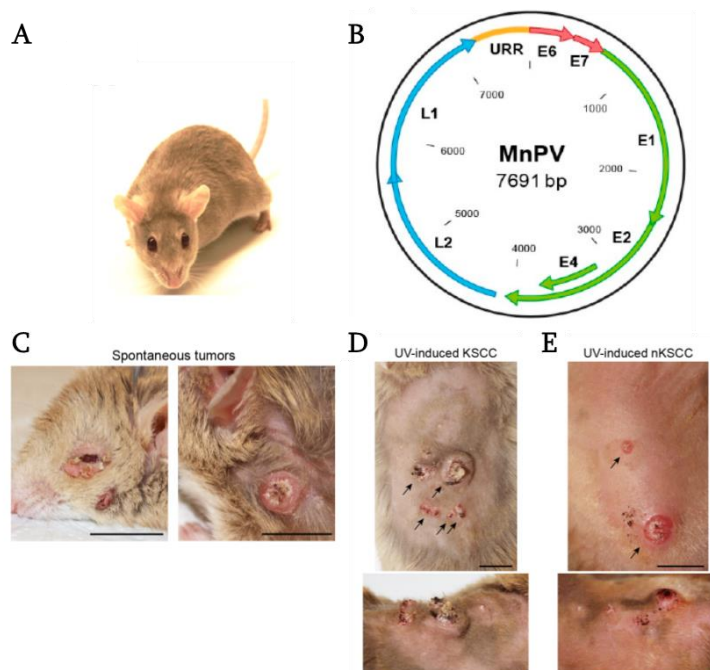 A
B
URR
E6
E7
7000
1000
L1
E1
6000
MnPV
2000
7691 bp
5000
E2
3000
L2
4000
E4
C
Spontaneous tumors
D
UV-induced KSCC
E
UV-induced nKSCC